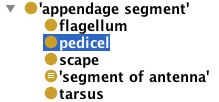 'appendage segment'
flagellum
pedicel
scape
'segment of antenna'
tarsus